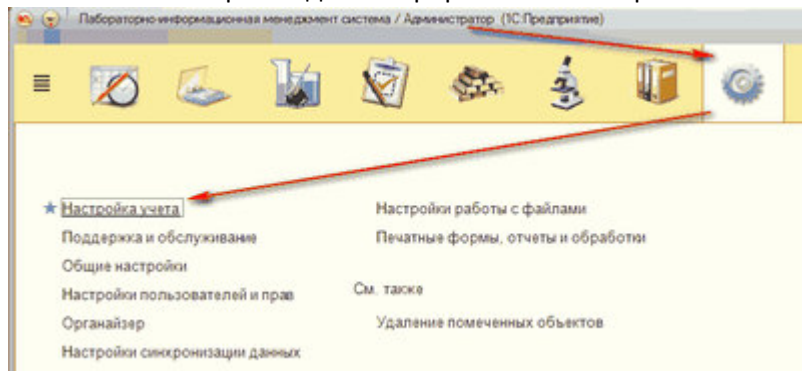 Лабораторно-информационная менеджмент система / Администратор (1С:Предприятие)
Настройка учета
Поддержка и обслуживание
Общие настройки
Настройки пользователей и прав
Органайзер
Настройки синхронизации данных
Настройки работы с файлами
Печатные формы, отчеты и обработки
См. также
Удаление помеченных объектов